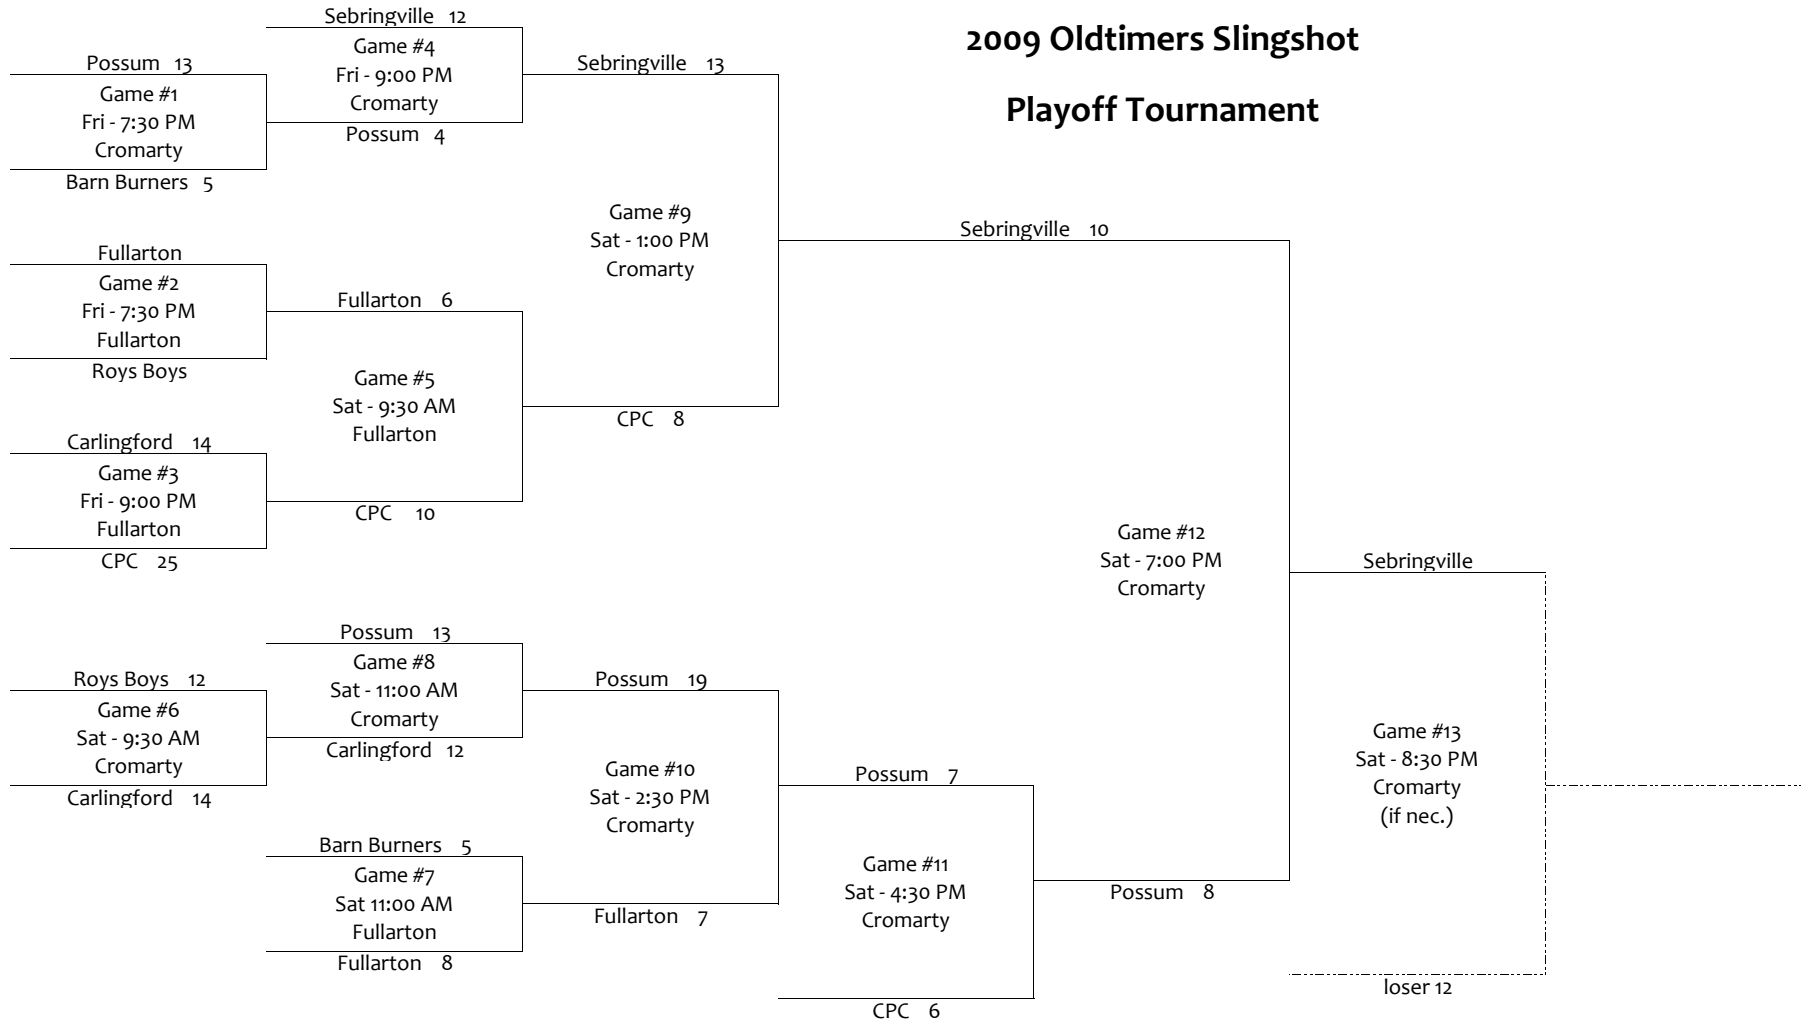 2009 Oldtimers Slingshot
Playoff Tournament
Sebringville 12
Game #4
Fri - 9:00 PM
Cromarty
Possum 4
Possum 13
Game #1
Fri - 7:30 PM
Cromarty
Barn Burners 5
Sebringville 13
Game #9
Sat - 1:00 PM
Cromarty
CPC 8
Fullarton
Game #2
Fri - 7:30 PM
Fullarton
Roys Boys
Fullarton 6
Game #5
Sat - 9:30 AM
Fullarton
CPC 10
Carlingford 14
Game #3
Fri - 9:00 PM
Fullarton
CPC 25
Sebringville 10
Game #12
Sat - 7:00 PM
Cromarty
Possum 8
Sebringville
Game #13
Sat - 8:30 PM
Cromarty
(if nec.)
loser 12
Possum 13
Game #8
Sat - 11:00 AM
Cromarty
Carlingford 12
Roys Boys 12
Game #6
Sat - 9:30 AM
Cromarty
Carlingford 14
Possum 19
Game #10
Sat - 2:30 PM
Cromarty
Fullarton 7
Barn Burners 5
Game #7
Sat 11:00 AM
Fullarton
Fullarton 8
Possum 7
Game #11
Sat - 4:30 PM
Cromarty
CPC 6